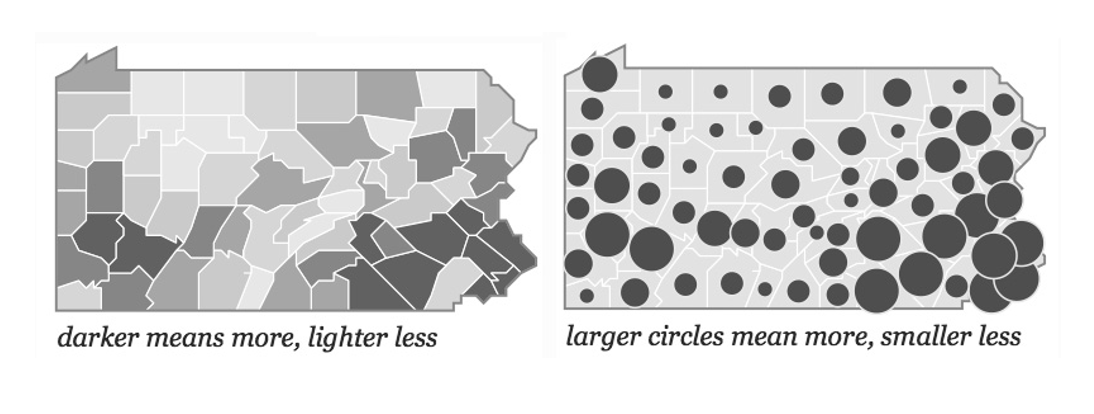 darker means more, lighter less
larger circles mean more, smaller less